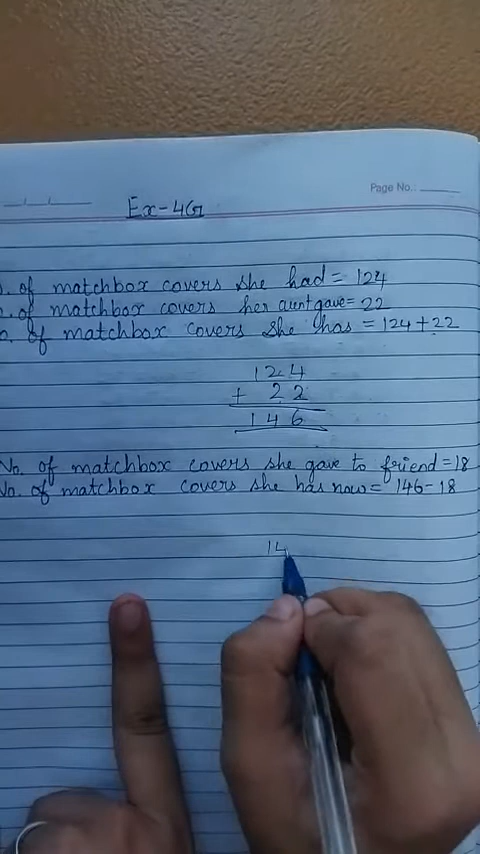 Page No.:
Ex-4G
. of matchbox covers she had = 124
. of matchbox covers her aunt gave = 22
o. of matchbox covers she has = 124 + 22
124
+ 22
146
No. of matchbox covers she gave to friend = 18
No. of matchbox covers she has now = 146 - 18
14